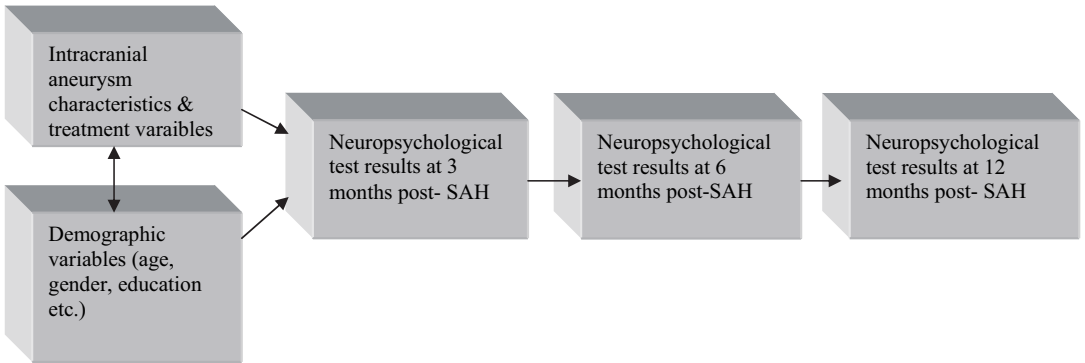 Intracranial
aneurysm
characteristics &
treatment varaibles
Demographic
variables (age,
gender, education
etc.)
Neuropsychological
test results at 3
months post- SAH
Neuropsychological
test results at 6
months post-SAH
Neuropsychological
test results at 12
months post- SAH